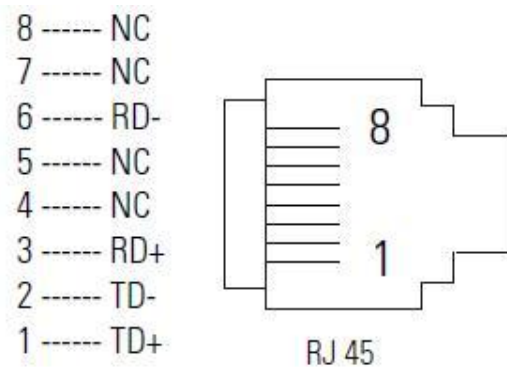 8 ------ NC
7 ------ NC
6 ------ RD-
5 ------ NC
4 ------ NC
3 ------ RD+
2 ------ TD-
1 ------ TD+
8
1
RJ 45